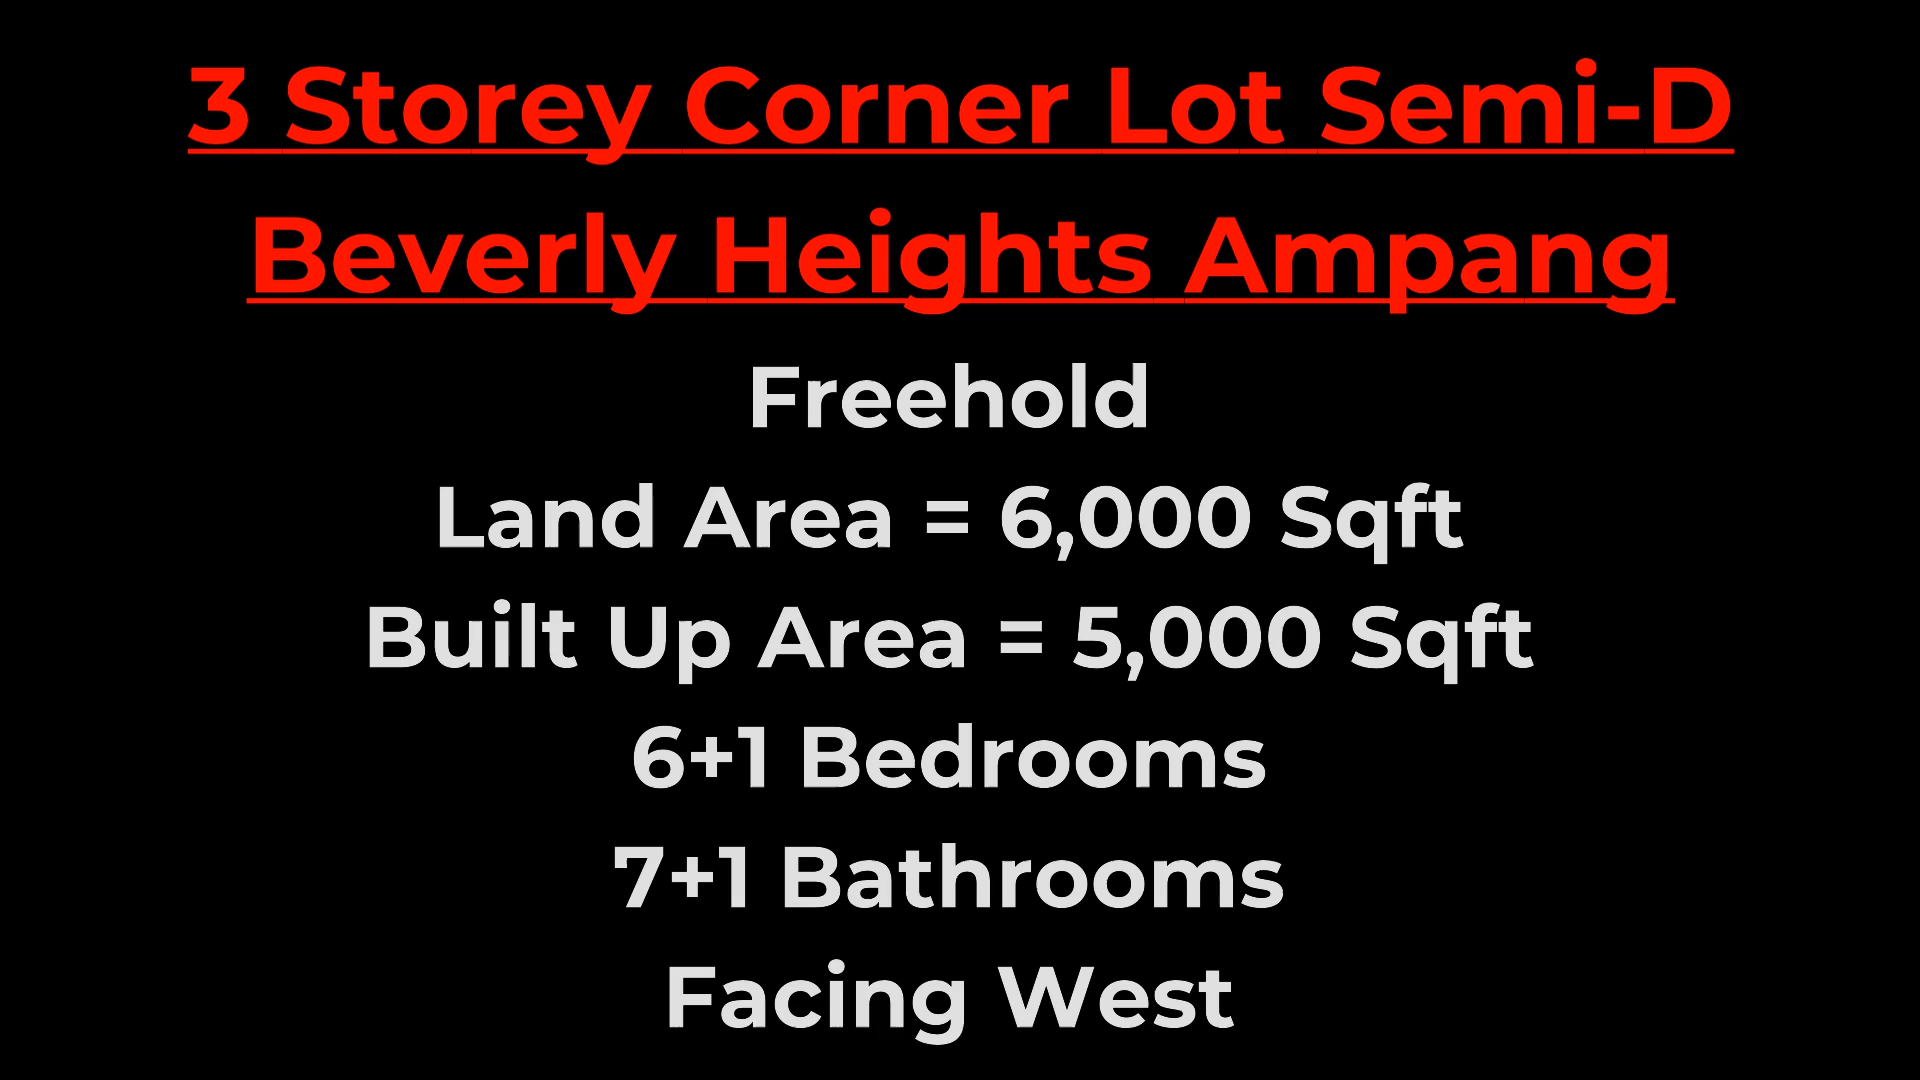 3 Storey Corner Lot Semi-D
Beverly Heights Ampang
Freehold
Land Area = 6,000 Sqft
Built Up Area = 5,000 Sqft
6+1 Bedrooms
7+1 Bathrooms
Facing West